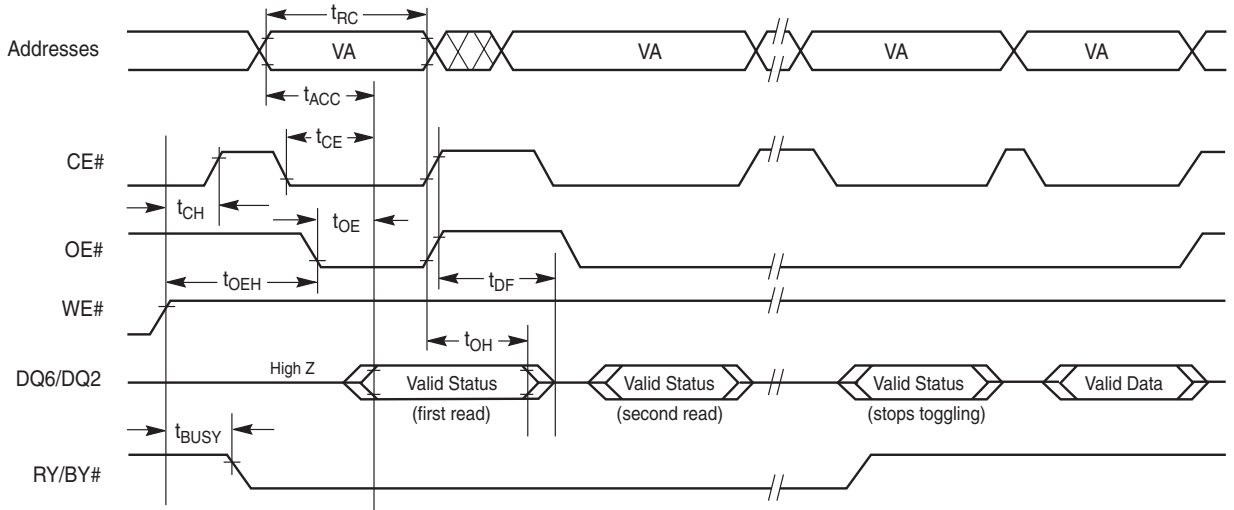 tRC
Addresses VA VA VA VA
tACC
tCE
CE#
tCH tOE
OE#
tOEH tDF
WE#
tOH
High Z
DQ6/DQ2 Valid Status Valid Status Valid Status Valid Data
(first read) (second read) (stops toggling)
tBUSY
RY/BY#